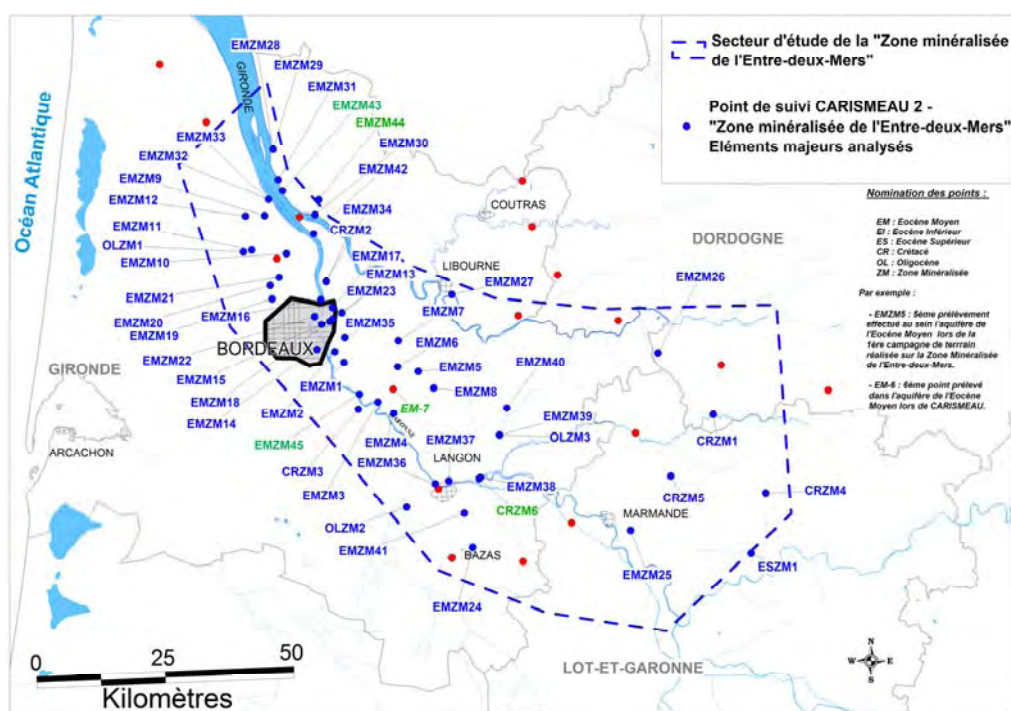 EMZM28
EMZM29
EMZM31
EMZM43
EMZM44
EMZM30
EMZM42
EMZM34
CRZM2
EMZM17
EMZM13
EMZM23
EMZM33
EMZM32
EMZM9
EMZM12
EMZM11
OLZM1
EMZM10
EMZM21
EMZM16
EMZM20
EMZM19
EMZM22
EMZM15
EMZM18
EMZM14
GIRONDE
Océan Atlantique
BORDEAUX
GIRONDE
ARCACHON
COUTRAS
LIBOURNE
DORDOGNE
EMZM27
EMZM26
EMZM7
EMZM35
EMZM6
EMZM5
EMZM8
EMZM40
EMZM1
EMZM2
EM-7
EMZM45
EMZM4
EMZM37
EMZM39
OLZM3
CRZM3
EMZM36
LANGON
EMZM3
EMZM38
CRZM6
OLZM2
EMZM41
BAZAS
EMZM24
CRZM1
CRZM5
CRZM4
MARMANDE
EMZM25
ESZM1
LOT-ET-GARONNE
Secteur d'étude de la "Zone minéralisée
de l'Entre-deux-Mers"
Point de suivi CARISMEAU 2 -
"Zone minéralisée de l'Entre-deux-Mers"
Eléments majeurs analysés
Nomination des points :
EM : Eocène Moyen
EI : Eocène Inférieur
ES : Eocène Supérieur
CR : Crétacé
OL : Oligocène
ZM : Zone Minéralisée
Par exemple :
- EMZM5 : 5ème prélèvement
effectué au sein l'aquifère de
l'Eocène Moyen lors de la
1ère campagne de terrrain
réalisée sur la Zone Minéralisée
de l'Entre-deux-Mers.
- EM-6 : 6ème point prélevé
dans l'aquifère de l'Eocène
Moyen lors de CARISMEAU.
0 25 50
Kilomètres
N
W E
S